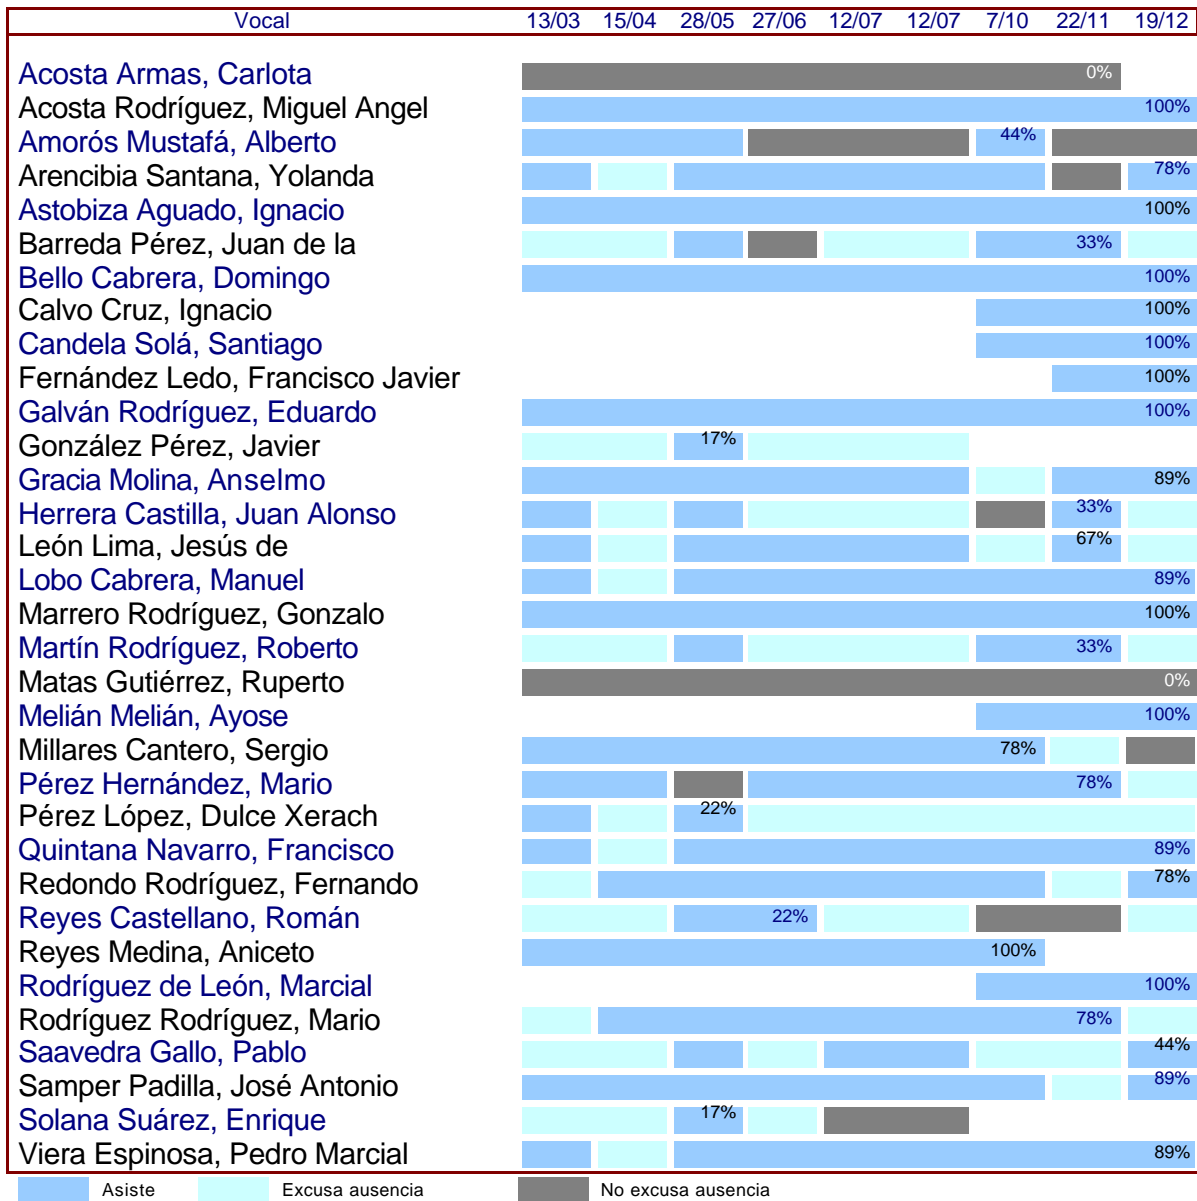 Vocal 13/03 15/04 28/05 27/06 12/07 12/07 7/10 22/11 19/12
Acosta Armas, Carlota 0%
Acosta Rodríguez, Miguel Angel 100%
Amorós Mustafá, Alberto 44%
Arencibia Santana, Yolanda 78%
Astobiza Aguado, Ignacio 100%
Barreda Pérez, Juan de la 33%
Bello Cabrera, Domingo 100%
Calvo Cruz, Ignacio 100%
Candela Solá, Santiago 100%
Fernández Ledo, Francisco Javier 100%
Galván Rodríguez, Eduardo 100%
González Pérez, Javier 17%
Gracia Molina, Anselmo 89%
Herrera Castilla, Juan Alonso 33%
León Lima, Jesús de 67%
Lobo Cabrera, Manuel 89%
Marrero Rodríguez, Gonzalo 100%
Martín Rodríguez, Roberto 33%
Matas Gutiérrez, Ruperto 0%
Melián Melián, Ayose 100%
Millares Cantero, Sergio 78%
Pérez Hernández, Mario 78%
Pérez López, Dulce Xerach 22%
Quintana Navarro, Francisco 89%
Redondo Rodríguez, Fernando 78%
Reyes Castellano, Román 22%
Reyes Medina, Aniceto 100%
Rodríguez de León, Marcial 100%
Rodríguez Rodríguez, Mario 78%
Saavedra Gallo, Pablo 44%
Samper Padilla, José Antonio 89%
Solana Suárez, Enrique 17%
Viera Espinosa, Pedro Marcial 89%
Asiste Excusa ausencia No excusa ausencia